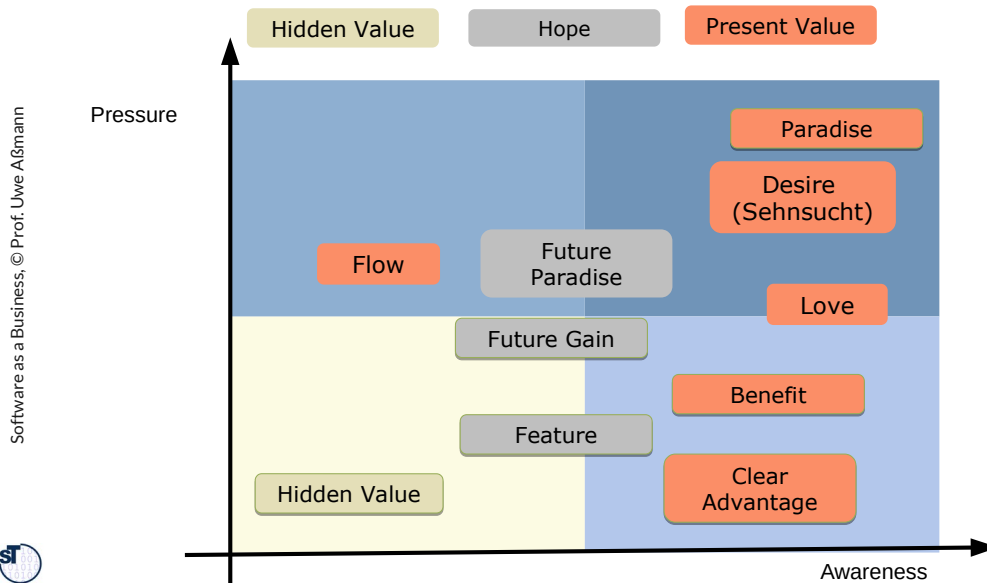 Hidden Value
Hope
Present Value
Pressure
Paradise
Desire
(Sehnsucht)
Flow
Future
Paradise
Love
Future Gain
Benefit
Feature
Clear
Advantage
Hidden Value
Awareness
Software as a Business, © Prof. Uwe Aßmann
ST